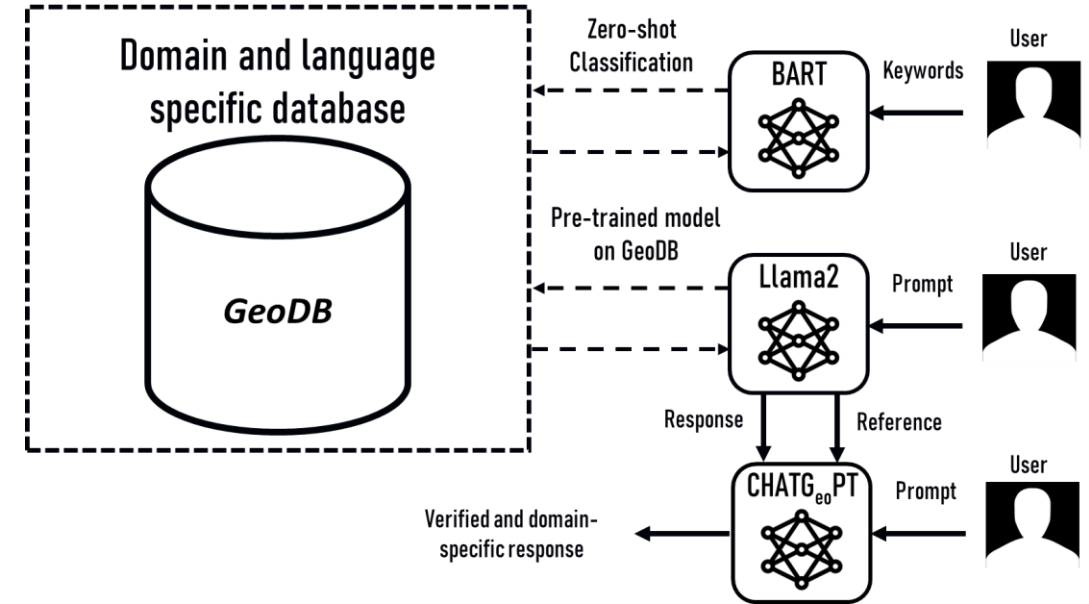 Domain and language
specific database
GeoDB
Zero-shot
Classification
BART
Keywords
User
Pre-trained model
on GeoDB
Llama2
Prompt
User
Response
Reference
CHATGeoPT
Prompt
User
Verified and domain-
specific response